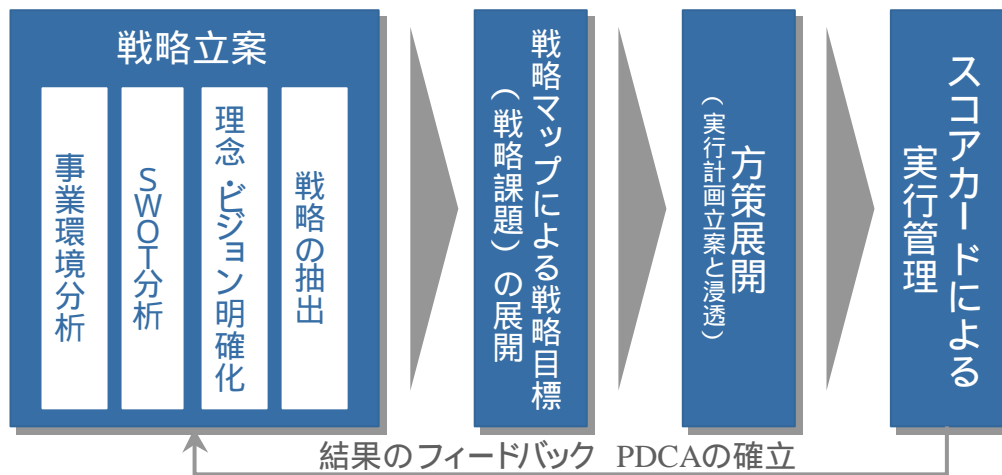 戦略立案
事業環境分析
SWOT分析
理念・ビジョン明確化
戦略の抽出
戦略マップによる戦略目標
（戦略課題）の展開
方策展開
（実行計画立案と浸透）
スコアカードによる
実行管理
結果のフィードバック PDCAの確立